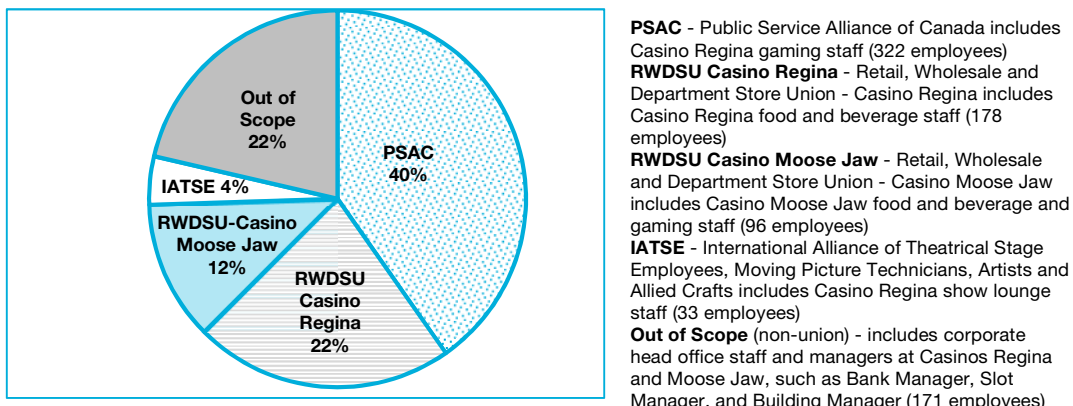 Out of
Scope
22%
PSAC
40%
IATSE 4%
RWDSU-Casino
Moose Jaw
12%
RWDSU
Casino
Regina
22%
PSAC - Public Service Alliance of Canada includes
Casino Regina gaming staff (322 employees)
RWDSU Casino Regina - Retail, Wholesale and
Department Store Union - Casino Regina includes
Casino Regina food and beverage staff (178
employees)
RWDSU Casino Moose Jaw - Retail, Wholesale
and Department Store Union - Casino Moose Jaw
includes Casino Moose Jaw food and beverage and
gaming staff (96 employees)
IATSE - International Alliance of Theatrical Stage
Employees, Moving Picture Technicians, Artists and
Allied Crafts includes Casino Regina show lounge
staff (33 employees)
Out of Scope (non-union) - includes corporate
head office staff and managers at Casinos Regina
and Moose Jaw, such as Bank Manager, Slot
Manager, and Building Manager (171 employees)